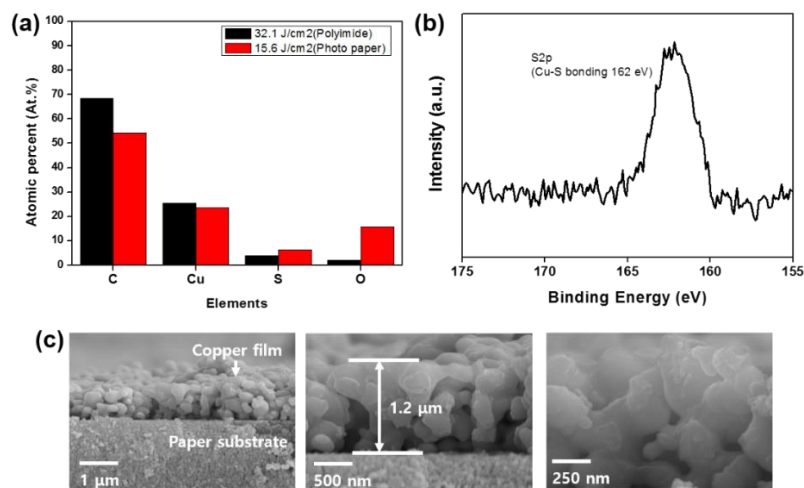 (a)
100
90
80
70
60
50
40
30
20
10
0
Atomic percent (At.%)
32.1 J/cm2(Polyimide)
15.6 J/cm2(Photo paper)
C Cu S O
Elements
(b)
Intensity (a.u.)
S2p
(Cu-S bonding 162 eV)
175 170 165 160 155
Binding Energy (eV)
(c)
Copper film
Paper substrate
1 μm
1.2 μm
500 nm
250 nm